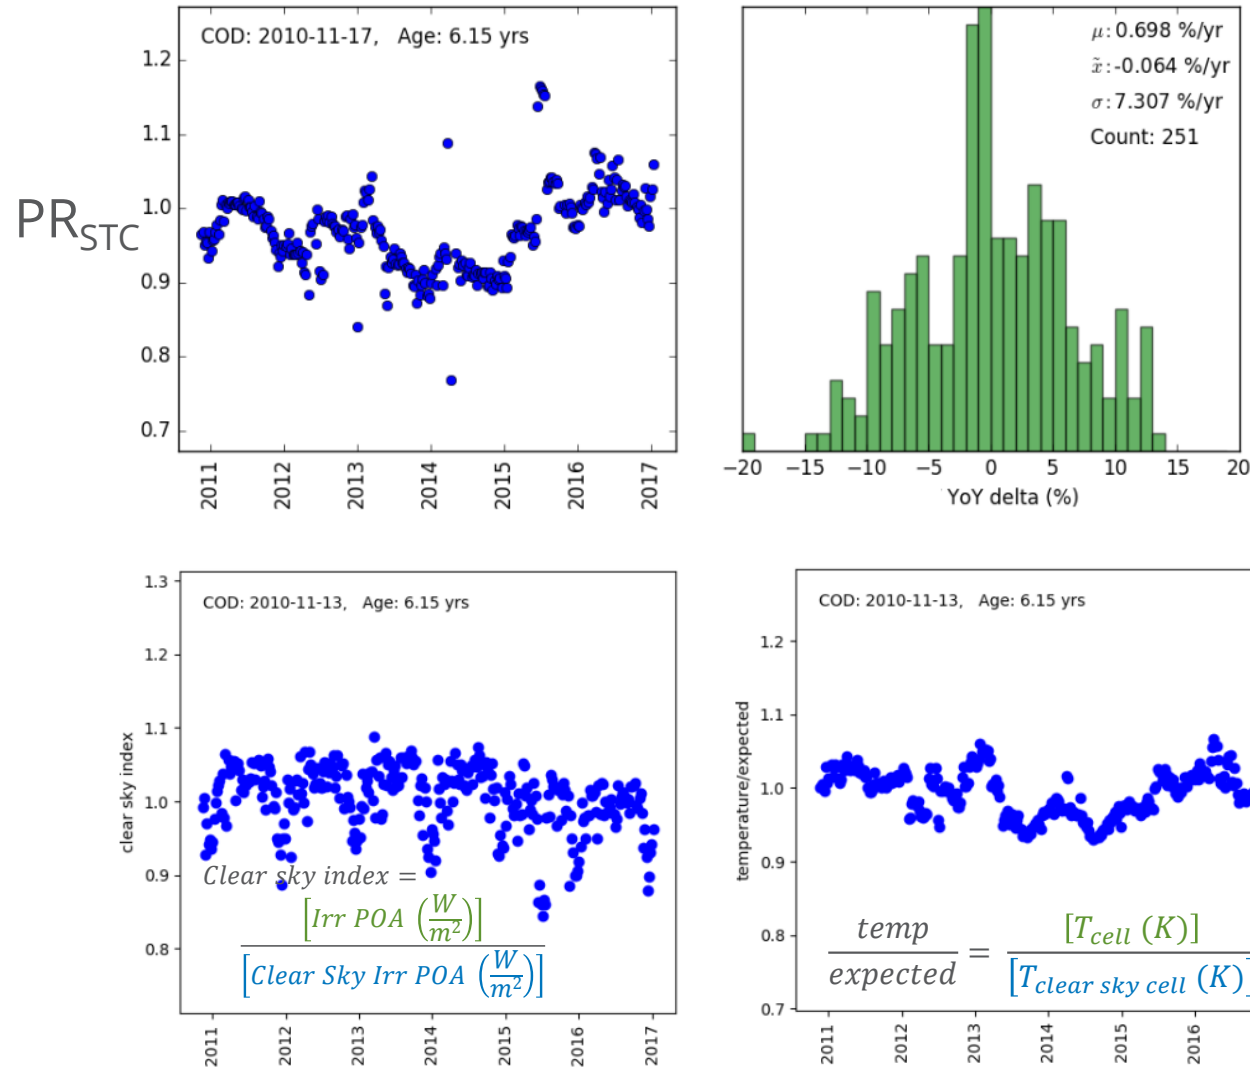 PR_STC
COD: 2010-11-17, Age: 6.15 yrs
1.2
1.1
1.0
0.9
0.8
0.7
2011 2012 2013 2014 2015 2016 2017
μ: 0.698 %/yr
x̃: -0.064 %/yr
σ: 7.307 %/yr
Count: 251
−20 −15 −10 −5 0 5 10 15 20
YoY delta (%)
COD: 2010-11-13, Age: 6.15 yrs
1.3
1.2
1.1
1.0
0.9
0.8
clear sky index
Clear sky index =
[Irr POA (W/m²)]
[Clear Sky Irr POA (W/m²)]
2011 2012 2013 2014 2015 2016 2017
COD: 2010-11-13, Age: 6.15 yrs
1.2
1.1
1.0
0.9
0.8
0.7
temperature/expected
temp/expected = [T_cell (K)]/[T_clear sky cell (K)]
2011 2012 2013 2014 2015 2016